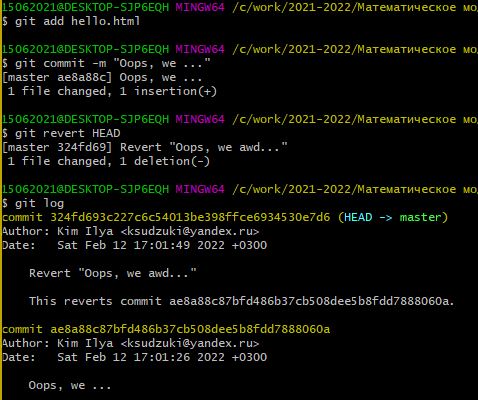 15062021@DESKTOP-SJP6EQH MINGW64 /c/work/2021-2022/Математическое мо
$ git add hello.html
15062021@DESKTOP-SJP6EQH MINGW64 /c/work/2021-2022/Математическое мод
$ git commit -m "Oops, we ..."
[master ae8a88c] Oops, we ...
1 file changed, 1 insertion(+)
15062021@DESKTOP-SJP6EQH MINGW64 /c/work/2021-2022/Математическое мод
$ git revert HEAD
[master 324fd69] Revert "Oops, we awd..."
1 file changed, 1 deletion(-)
15062021@DESKTOP-SJP6EQH MINGW64 /c/work/2021-2022/Математическое мод
$ git log
commit 324fd693c227c6c54013be398ffce6934530e7d6 (HEAD -> master)
Author: Kim Ilya <ksudzuki@yandex.ru>
Date: Sat Feb 12 17:01:49 2022 +0300
Revert "Oops, we awd..."
This reverts commit ae8a88c87bfd486b37cb508dee5b8fdd7888060a.
commit ae8a88c87bfd486b37cb508dee5b8fdd7888060a
Author: Kim Ilya <ksudzuki@yandex.ru>
Date: Sat Feb 12 17:01:26 2022 +0300
Oops, we ...